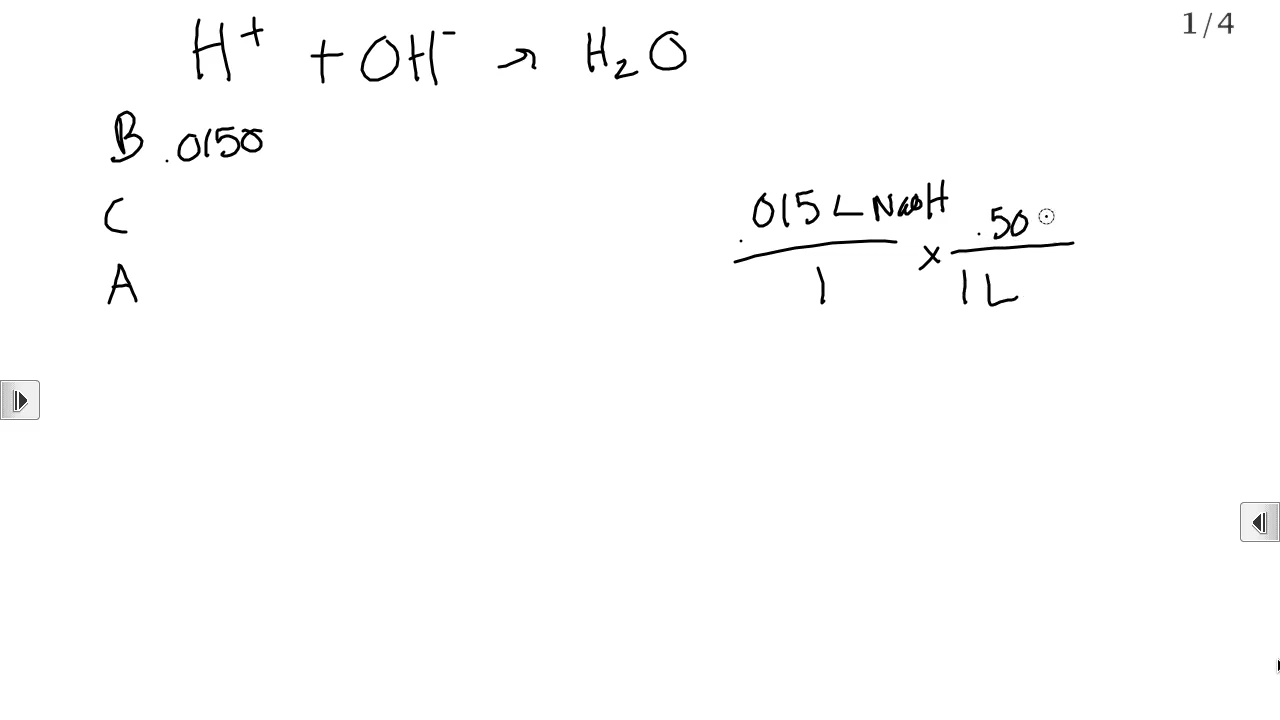 1/4
H⁺ + OH⁻ → H₂O
B .0150
C
A
.015 L NaOH / 1 × .50 / 1 L